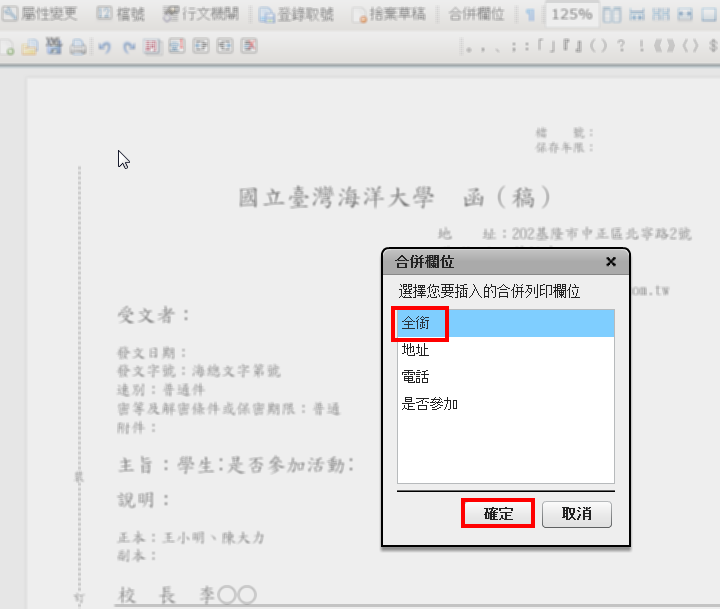 屬性變更 檔號 行文機關 登錄取號 捨棄草稿 合併欄位 125%
。，、；：「」『』（）？！《》〈〉$
檔　　號：
保存年限：
國立臺灣海洋大學　函（稿）
地　　址：202基隆市中正區北寧路2號
合併欄位
選擇您要插入的合併列印欄位
om.tw
全銜
地址
電話
是否參加
確定 取消
受文者：
發文日期：
發文字號：海總文字第號
速別：普通件
密等及解密條件或保密期限：普通
附件：
主旨：學生:是否參加活動:
裝
說明：
正本：王小明、陳大力
副本：
訂
校　長　李○○